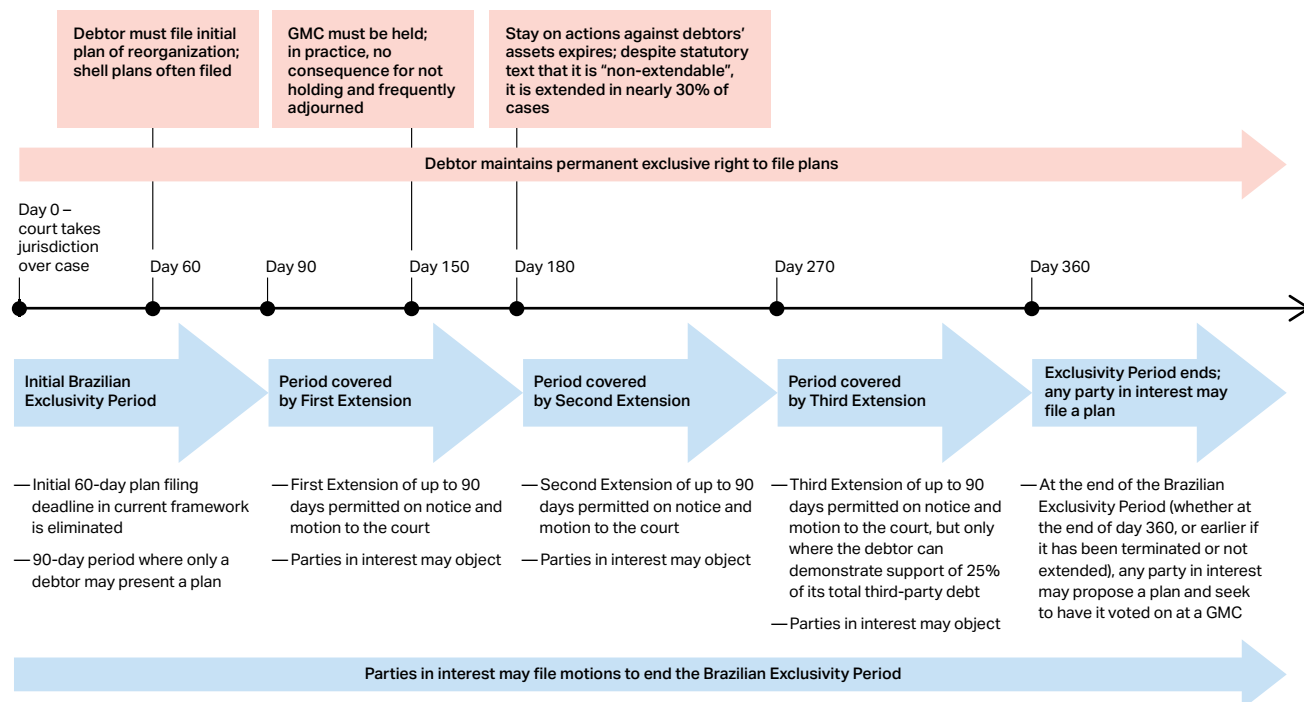 Debtor must file initial
plan of reorganization;
shell plans often filed
GMC must be held;
in practice, no
consequence for not
holding and frequently
adjourned
Stay on actions against debtors’
assets expires; despite statutory
text that it is “non-extendable”,
it is extended in nearly 30% of
cases
Debtor maintains permanent exclusive right to file plans
Day 0 –
court takes
jurisdiction
over case
Day 60
Day 90
Day 150
Day 180
Day 270
Day 360
Initial Brazilian
Exclusivity Period
Period covered
by First Extension
Period covered
by Second Extension
Period covered
by Third Extension
Exclusivity Period ends;
any party in interest may
file a plan
— Initial 60-day plan filing
deadline in current framework
is eliminated
— 90-day period where only a
debtor may present a plan
— First Extension of up to 90
days permitted on notice and
motion to the court
— Parties in interest may object
— Second Extension of up to 90
days permitted on notice and
motion to the court
— Parties in interest may object
— Third Extension of up to 90
days permitted on notice and
motion to the court, but only
where the debtor can
demonstrate support of 25%
of its total third-party debt
— Parties in interest may object
— At the end of the Brazilian
Exclusivity Period (whether at
the end of day 360, or earlier if
it has been terminated or not
extended), any party in interest
may propose a plan and seek
to have it voted on at a GMC
Parties in interest may file motions to end the Brazilian Exclusivity Period